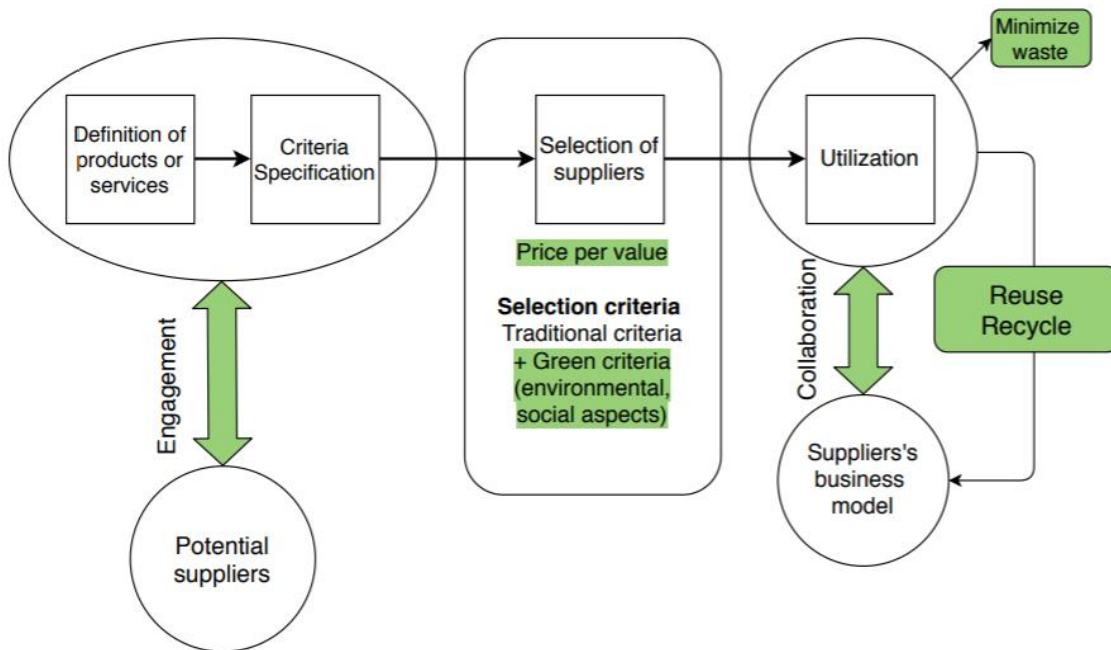 Minimize
waste
Definition of
products or
services
Criteria
Specification
Selection of
suppliers
Utilization
Price per value
Selection criteria
Traditional criteria
+ Green criteria
(environmental,
social aspects)
Engagement
Collaboration
Reuse
Recycle
Potential
suppliers
Suppliers's
business
model